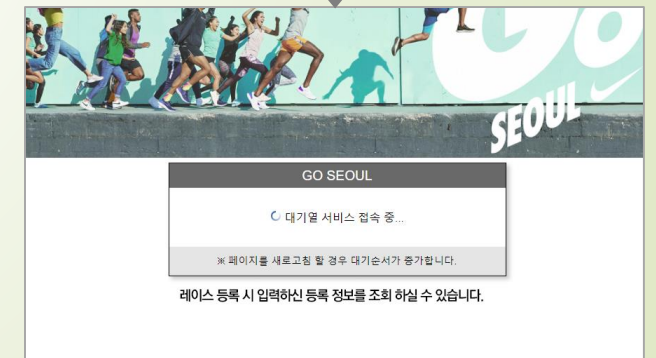 Go
SEOUL
GO SEOUL
대기열 서비스 접속 중...
※ 페이지를 새로고침 할 경우 대기순서가 증가합니다.
레이스 등록 시 입력하신 등록 정보를 조회 하실 수 있습니다.